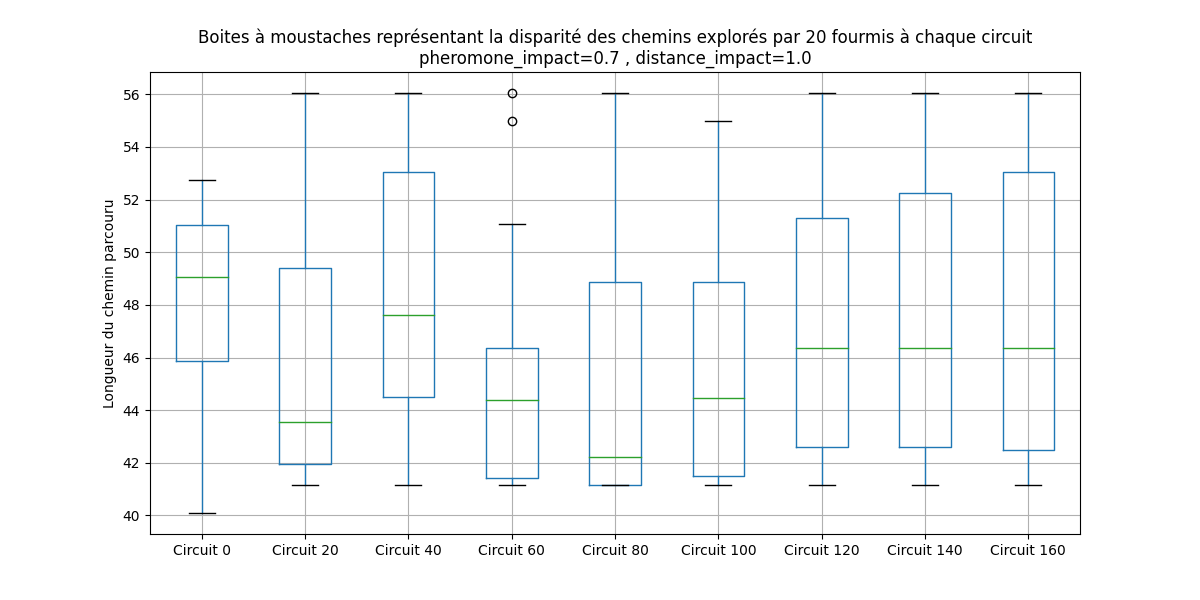 Boites à moustaches représentant la disparité des chemins explorés par 20 fourmis à chaque circuit
pheromone_impact=0.7 , distance_impact=1.0
Longueur du chemin parcouru
56
54
52
50
48
46
44
42
40
Circuit 0 Circuit 20 Circuit 40 Circuit 60 Circuit 80 Circuit 100 Circuit 120 Circuit 140 Circuit 160